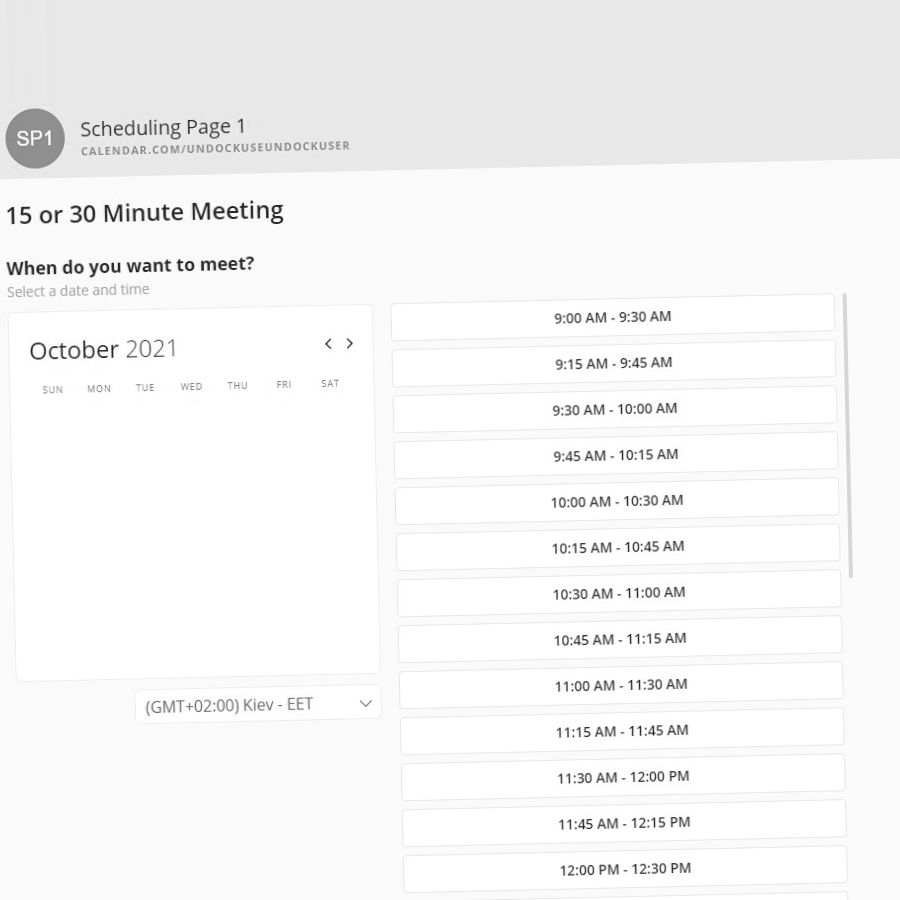 SP1
Scheduling Page 1
CALENDAR.COM/UNDOCKUSEUNDOCKUSER
15 or 30 Minute Meeting
When do you want to meet?
Select a date and time
October 2021
SUN MON TUE WED THU FRI SAT
(GMT+02:00) Kiev - EET
9:00 AM - 9:30 AM
9:15 AM - 9:45 AM
9:30 AM - 10:00 AM
9:45 AM - 10:15 AM
10:00 AM - 10:30 AM
10:15 AM - 10:45 AM
10:30 AM - 11:00 AM
10:45 AM - 11:15 AM
11:00 AM - 11:30 AM
11:15 AM - 11:45 AM
11:30 AM - 12:00 PM
11:45 AM - 12:15 PM
12:00 PM - 12:30 PM